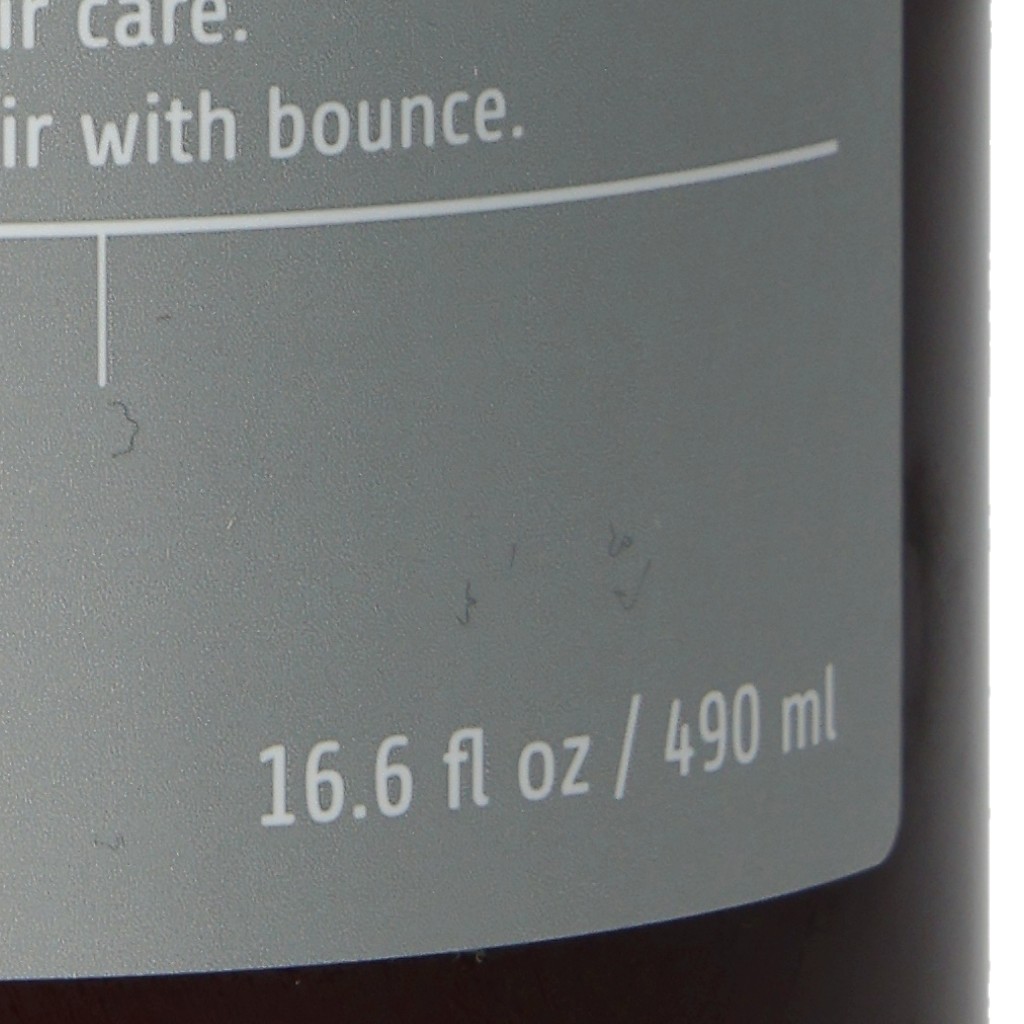 ir care.
ir with bounce.
16.6 fl oz / 490 ml